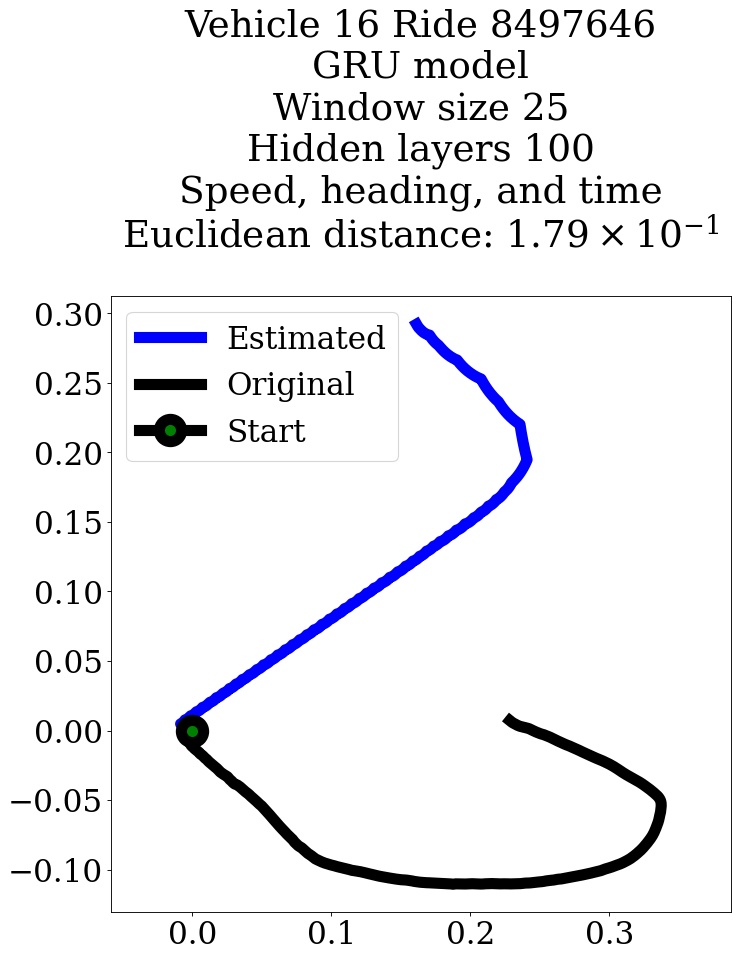 Vehicle 16 Ride 8497646
GRU model
Window size 25
Hidden layers 100
Speed, heading, and time
Euclidean distance: 1.79 × 10⁻¹
Estimated
Original
Start
0.30
0.25
0.20
0.15
0.10
0.05
0.00
−0.05
−0.10
0.0 0.1 0.2 0.3